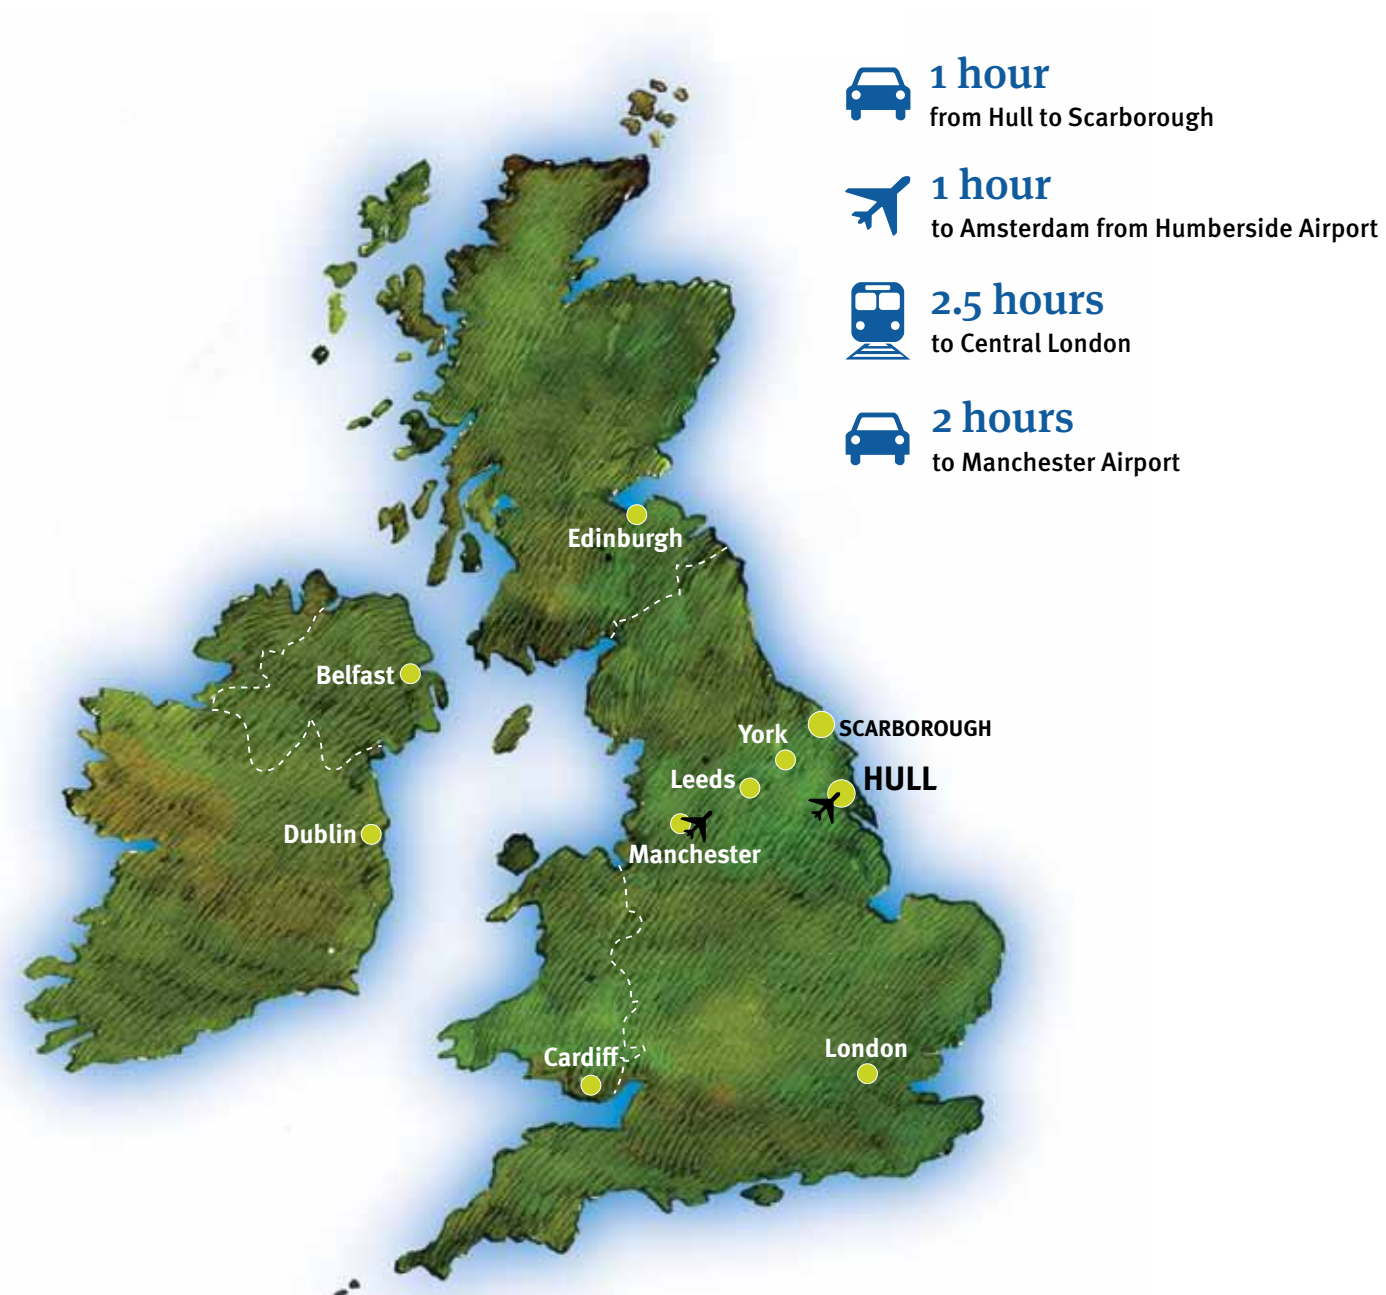 1 hour
from Hull to Scarborough
1 hour
to Amsterdam from Humberside Airport
2.5 hours
to Central London
2 hours
to Manchester Airport
Edinburgh
Belfast
SCARBOROUGH
York
Leeds
HULL
Dublin
Manchester
Cardiff
London